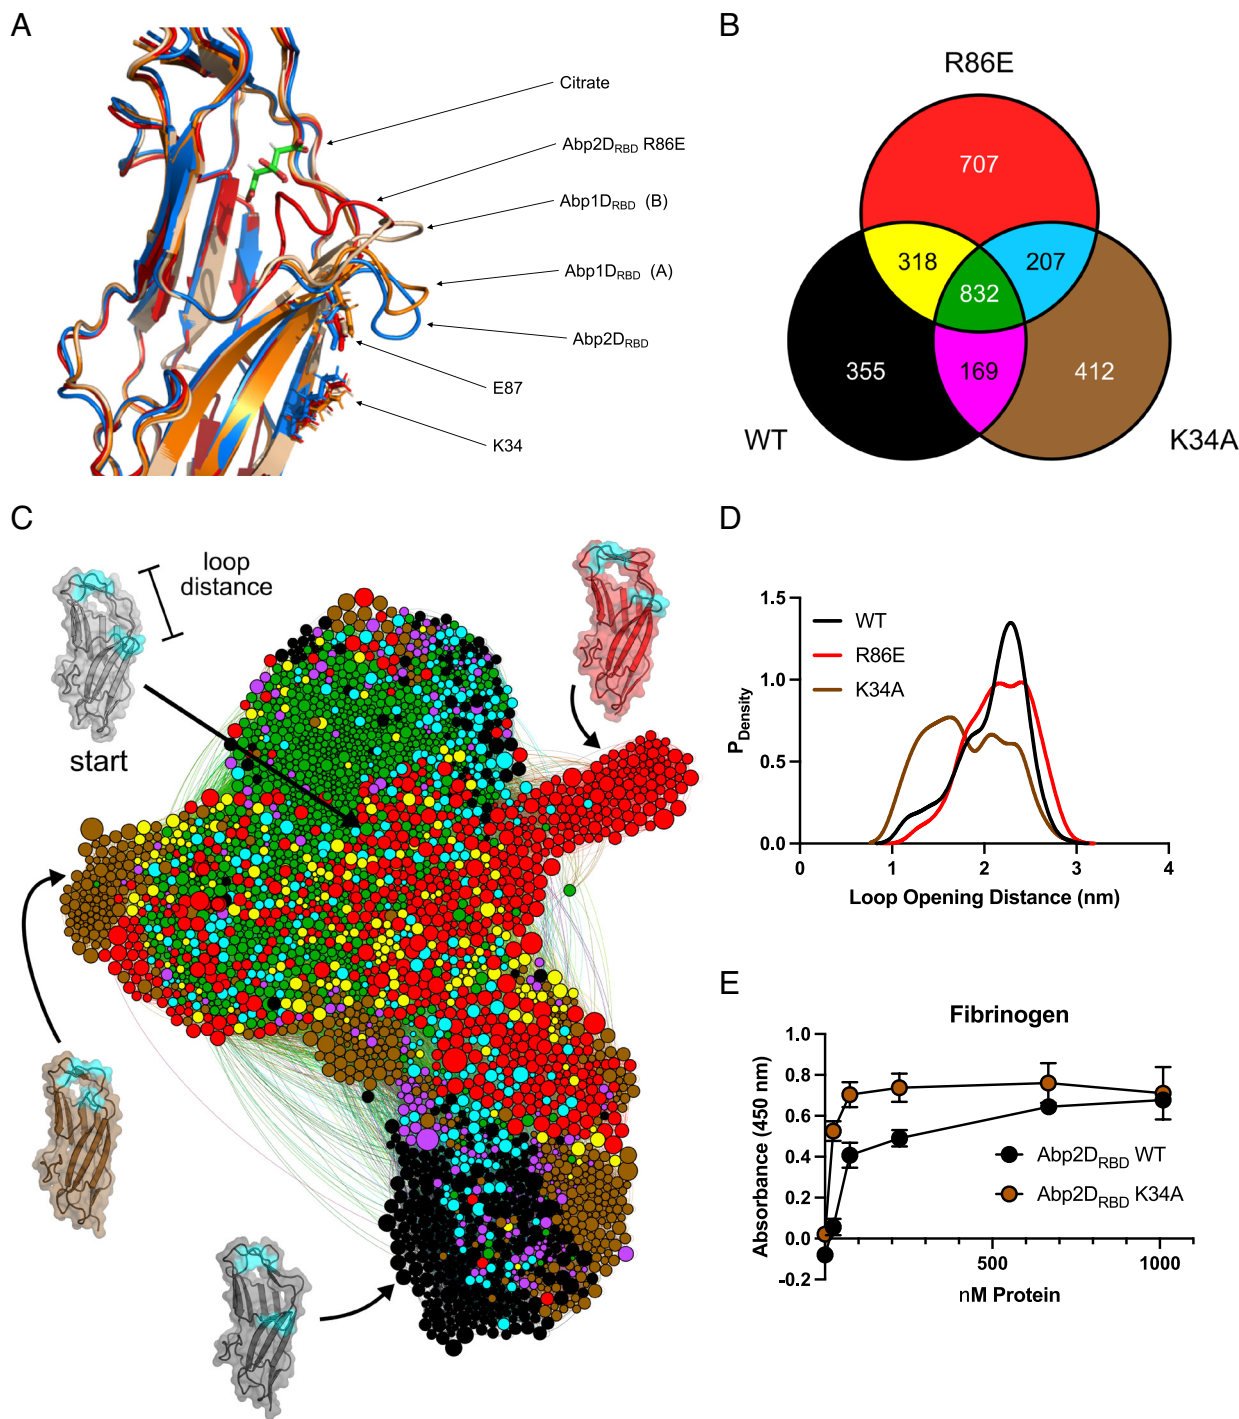 A
Citrate
Abp2DRBD R86E
Abp1DRBD (B)
Abp1DRBD (A)
Abp2DRBD
E87
K34
B
R86E
707
318
207
832
355
169
412
WT
K34A
C
loop
distance
start
D
1.5
1.0
0.5
0.0
PDensity
WT
R86E
K34A
0
1
2
3
4
Loop Opening Distance (nm)
E
Fibrinogen
1.0
0.8
0.6
0.4
0.2
0.0
-0.2
Absorbance (450 nm)
Abp2DRBD WT
Abp2DRBD K34A
500
1000
nM Protein